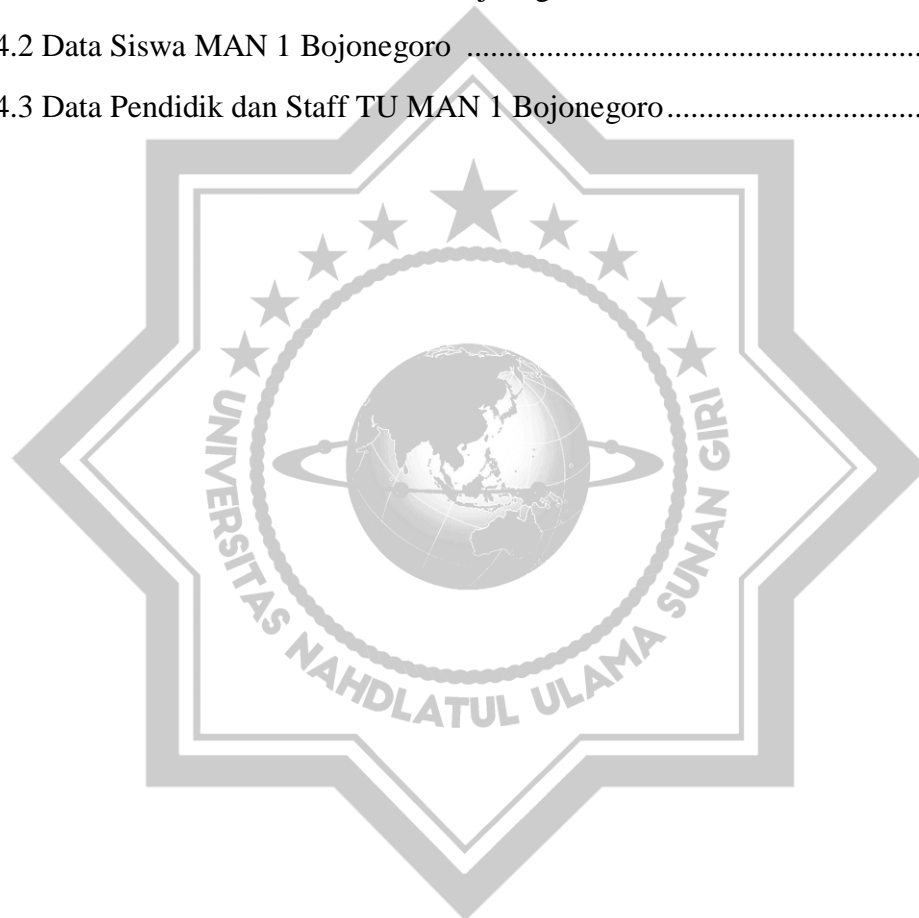 4.2 Data Siswa MAN 1 Bojonegoro ..........................................................
4.3 Data Pendidik dan Staff TU MAN 1 Bojonegoro................................
UNIVERSITAS NAHDLATUL ULAMA SUNAN GIRI